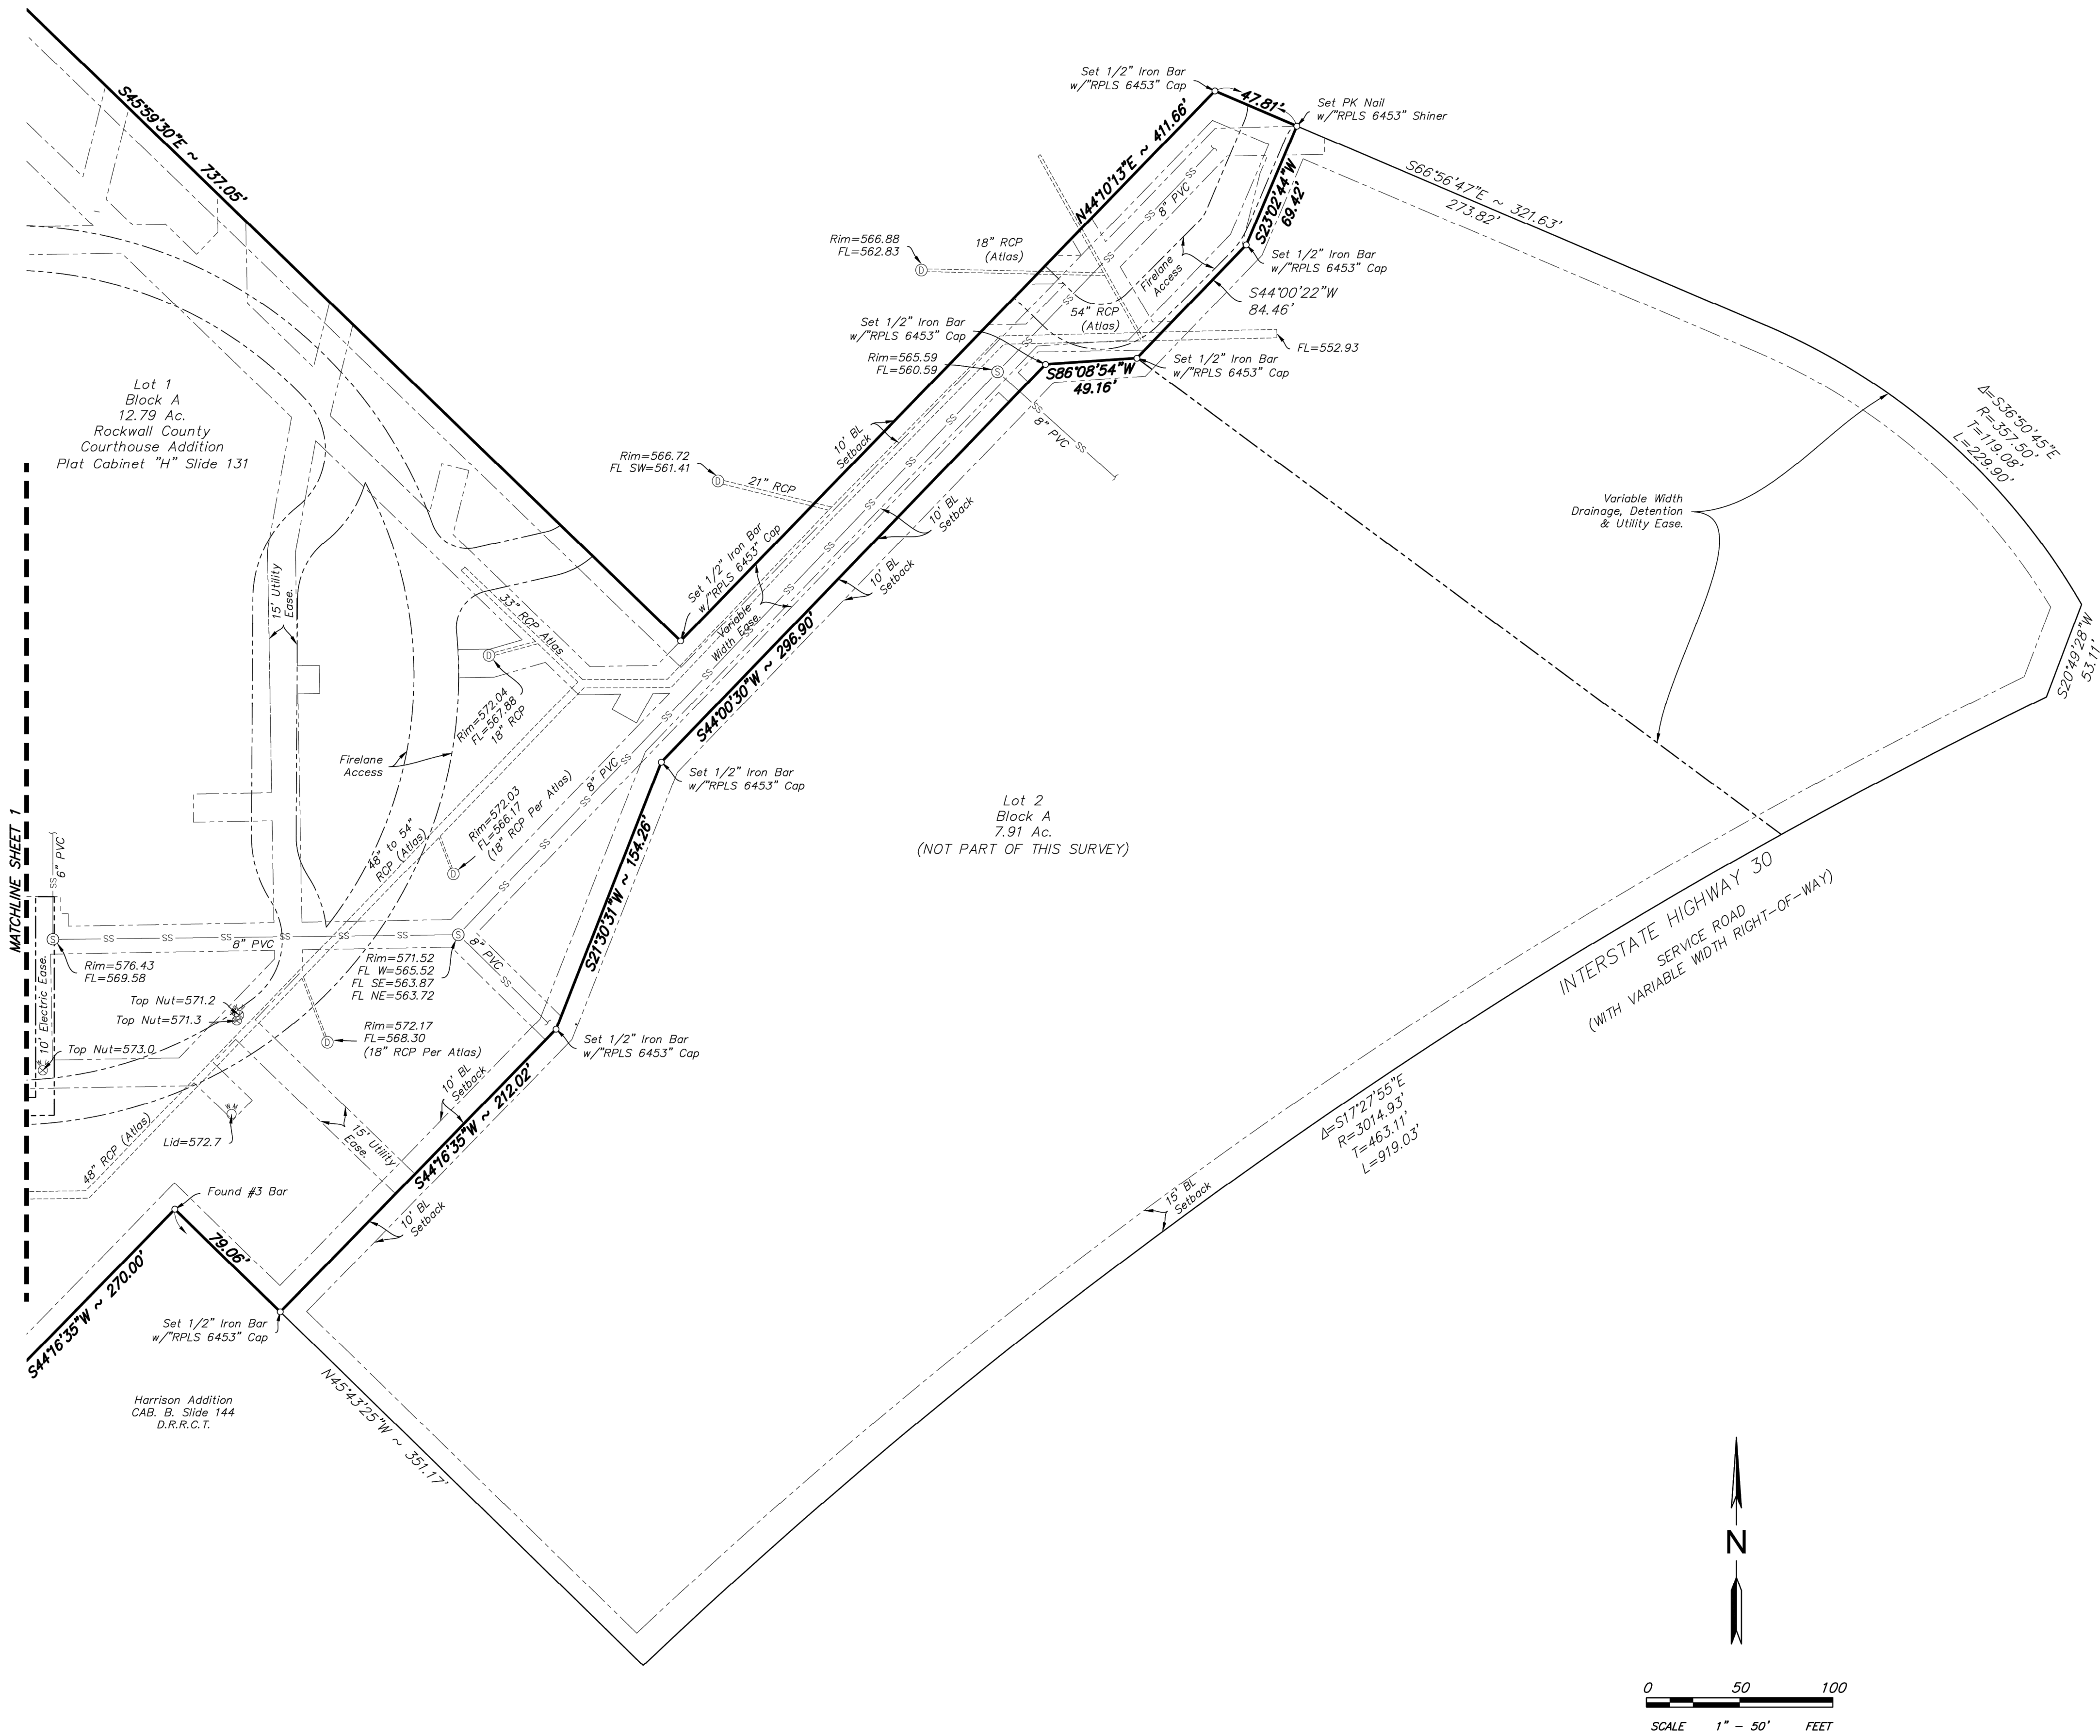 S45°59'30"E ~ 737.05'
Set 1/2" Iron Bar
w/"RPLS 6453" Cap
47.81'
Set PK Nail
w/"RPLS 6453" Shiner
N44°10'13"E ~ 411.66'
8" PVC
SS
S23°02'44"W
69.42'
S66°56'47"E ~ 321.63'
273.82'
Rim=566.88
FL=562.83
18" RCP
(Atlas)
Firelane
Access
Set 1/2" Iron Bar
w/"RPLS 6453" Cap
S44°00'22"W
84.46'
54" RCP
(Atlas)
Set 1/2" Iron Bar
w/"RPLS 6453" Cap
FL=552.93
Rim=565.59
FL=560.59
S
S86°08'54"W
49.16'
Set 1/2" Iron Bar
w/"RPLS 6453" Cap
Lot 1
Block A
12.79 Ac.
Rockwall County
Courthouse Addition
Plat Cabinet "H" Slide 131
Δ=S36°50'45"E
R=357.50'
T=119.08'
L=229.90'
8" PVC
SS
10' BL
Setback
Rim=566.72
FL SW=561.41
D
21" RCP
10' BL
Setback
Variable Width
Drainage, Detention
& Utility Ease.
10' BL
Setback
Set 1/2" Iron Bar
w/"RPLS 6453" Cap
15' Utility
Ease.
33" RCP Atlas
Variable
Width Ease.
S44°00'30"W ~ 296.90'
S20°49'28"W
53.11'
D
Rim=572.04
FL=567.88
18" RCP
Firelane
Access
8" PVC
Set 1/2" Iron Bar
w/"RPLS 6453" Cap
Rim=572.03
FL=566.17
(18" RCP Per Atlas)
48" to 54"
RCP (Atlas)
D
Lot 2
Block A
7.91 Ac.
(NOT PART OF THIS SURVEY)
MATCHLINE SHEET 1
6" PVC
SS
S21°30'31"W ~ 154.26'
INTERSTATE HIGHWAY 30
SERVICE ROAD
(WITH VARIABLE WIDTH RIGHT-OF-WAY)
S
SS
8" PVC
S
8" PVC
SS
Rim=576.43
FL=569.58
Rim=571.52
FL W=565.52
FL SE=563.87
FL NE=563.72
10' Electric Ease.
Top Nut=571.2
Top Nut=571.3
Top Nut=573.0
D
Rim=572.17
FL=568.30
(18" RCP Per Atlas)
Set 1/2" Iron Bar
w/"RPLS 6453" Cap
10' BL
Setback
Lid=572.7
48" RCP (Atlas)
15' Utility
Ease.
S44°16'35"W ~ 212.02'
Δ=S17°27'55"E
R=3014.93'
T=463.11'
L=919.03'
Found #3 Bar
10' BL
Setback
15' BL
Setback
79.06'
S44°16'35"W ~ 270.00'
Set 1/2" Iron Bar
w/"RPLS 6453" Cap
N45°43'25"W ~ 351.17'
Harrison Addition
CAB. B. Slide 144
D.R.R.C.T.
N
0 50 100
SCALE 1" - 50' FEET